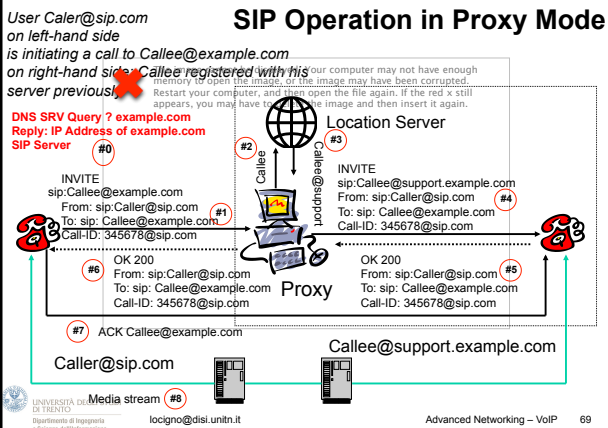 SIP Operation in Proxy Mode
User Caler@sip.com
on left-hand side
is initiating a call to Callee@example.com
on right-hand side; Callee registered with this
server previously
The image cannot be displayed. Your computer may not have enough
memory to open the image, or the image may have been corrupted.
Restart your computer, and then open the file again. If the red x still
appears, you may have to delete the image and then insert it again.
DNS SRV Query ? example.com
Reply: IP Address of example.com
SIP Server
#0
Location Server
#2
#3
Callee
Callee@support
INVITE
sip:Callee@example.com
From: sip:Caller@sip.com
To: sip: Callee@example.com
Call-ID: 345678@sip.com
#1
INVITE
sip:Callee@support.example.com
From: sip:Caller@sip.com
To: sip: Callee@example.com
Call-ID: 345678@sip.com
#4
Proxy
OK 200
From: sip:Caller@sip.com
To: sip: Callee@example.com
Call-ID: 345678@sip.com
#6
OK 200
From: sip:Caller@sip.com
To: sip: Callee@example.com
Call-ID: 345678@sip.com
#5
#7
ACK Callee@example.com
Caller@sip.com
Callee@support.example.com
Media stream
#8
UNIVERSITÀ DEGLI
DI TRENTO
Dipartimento di Ingegneria
e Scienza dell'Informazione
locigno@disi.unitn.it
Advanced Networking – VoIP
69